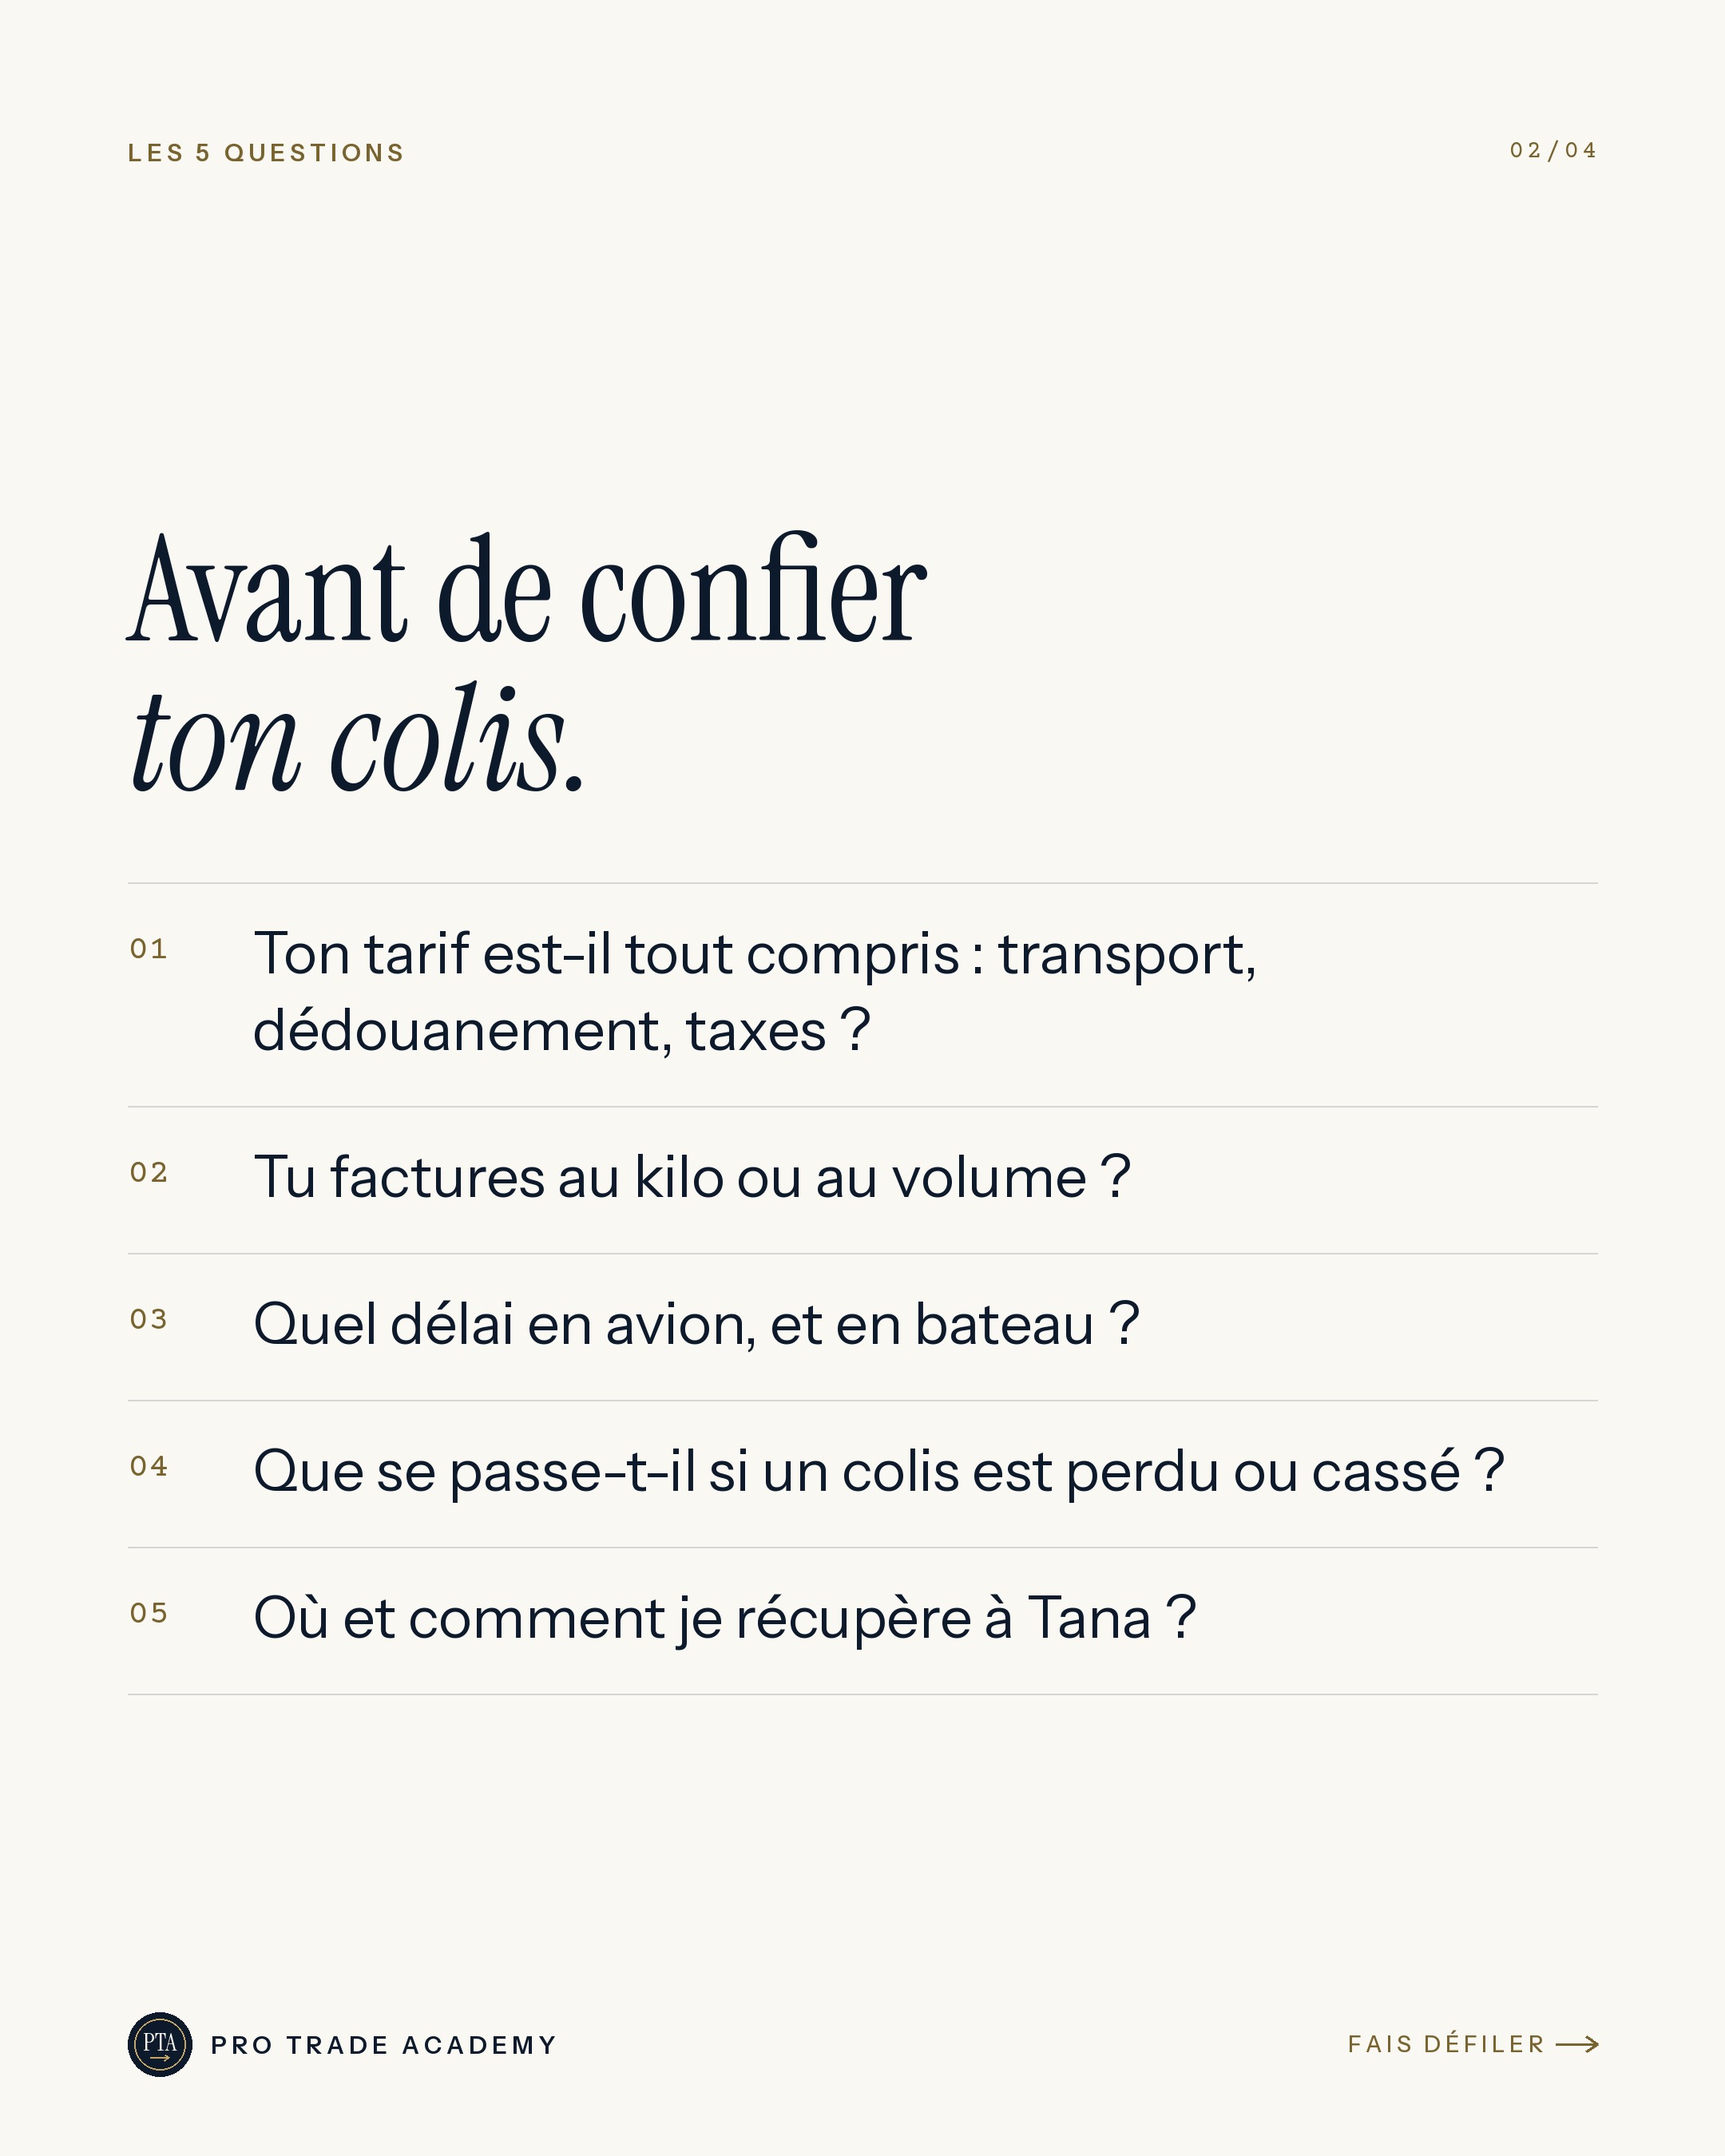 LES 5 QUESTIONS
02/04
Avant de confier
ton colis.
01
Ton tarif est-il tout compris : transport,
dédouanement, taxes ?
02
Tu factures au kilo ou au volume ?
03
Quel délai en avion, et en bateau ?
04
Que se passe-t-il si un colis est perdu ou cassé ?
05
Où et comment je récupère à Tana ?
PTA
PRO TRADE ACADEMY
FAIS DÉFILER